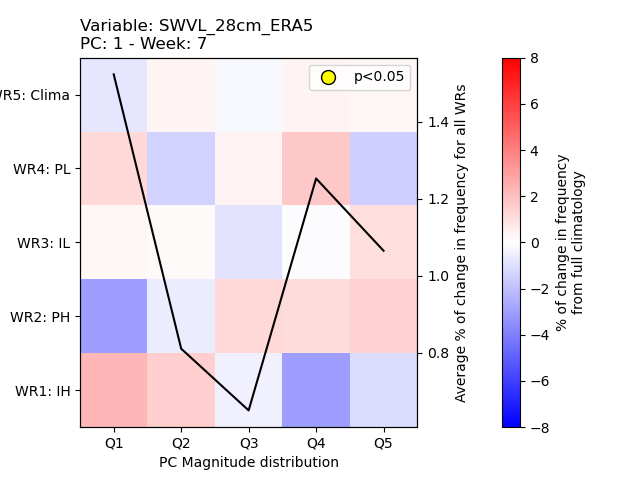 Variable: SWVL_28cm_ERA5
PC: 1 - Week: 7
p<0.05
WR5: Clima
WR4: PL
WR3: IL
WR2: PH
WR1: IH
Q1 Q2 Q3 Q4 Q5
PC Magnitude distribution
1.4
1.2
1.0
0.8
Average % of change in frequency for all WRs
8
6
4
2
0
−2
−4
−6
−8
% of change in frequency
from full climatology